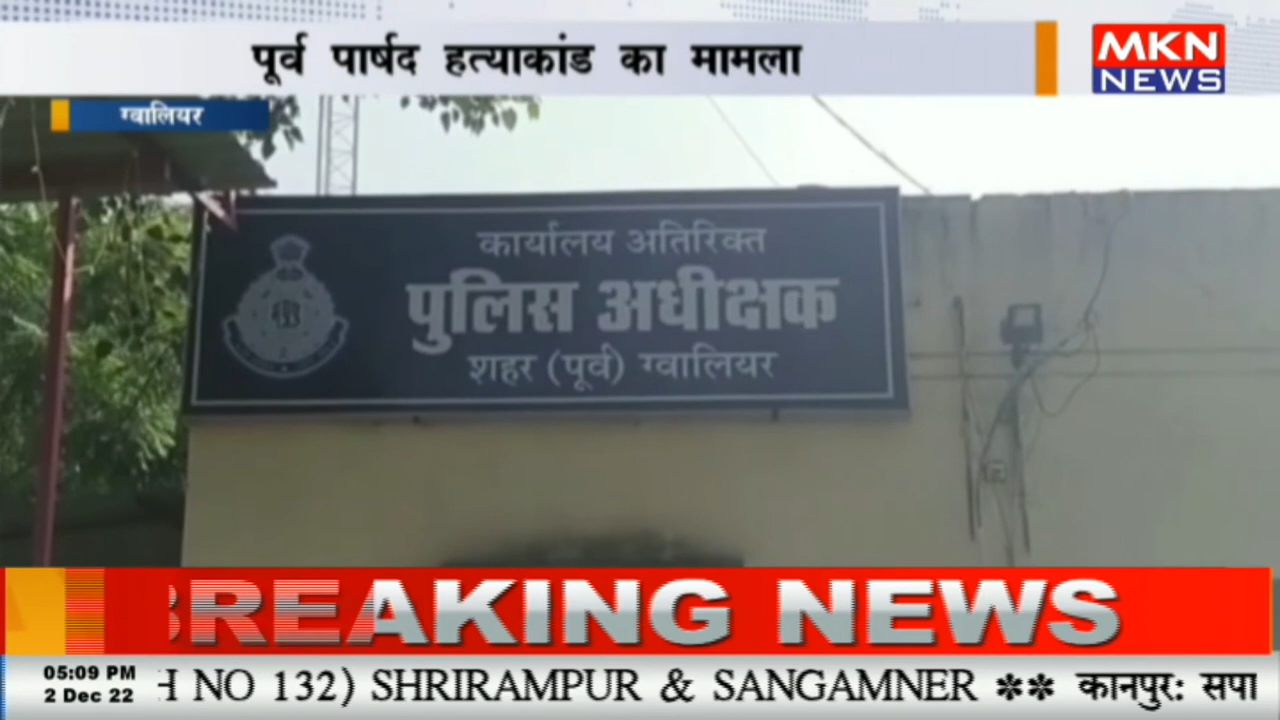 पूर्व पार्षद हत्याकांड का मामला
MKN
NEWS
ग्वालियर
कार्यालय अतिरिक्त
पुलिस अधीक्षक
शहर (पूर्व) ग्वालियर
BREAKING NEWS
05:09 PM
2 Dec 22
H NO 132) SHRIRAMPUR & SANGAMNER ** कानपुर: सपा